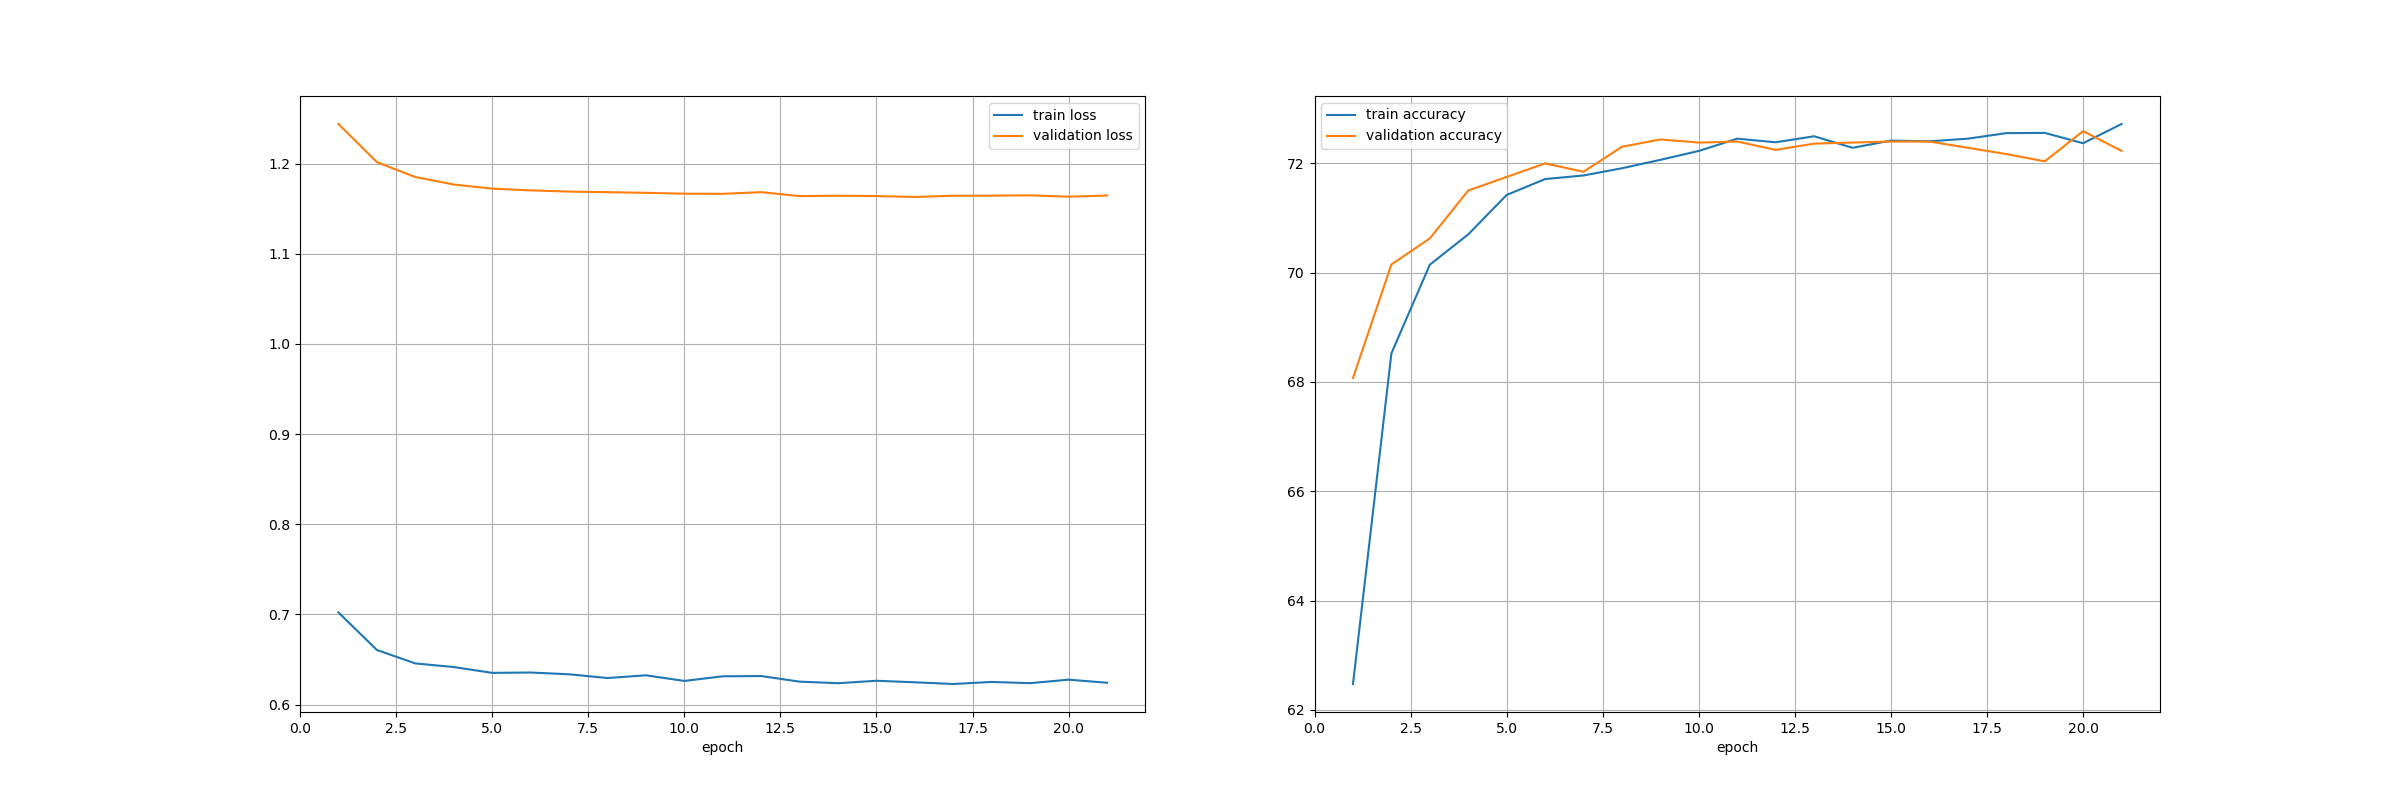 train loss
validation loss
1.2
1.1
1.0
0.9
0.8
0.7
0.6
0.0 2.5 5.0 7.5 10.0 12.5 15.0 17.5 20.0
epoch
train accuracy
validation accuracy
72
70
68
66
64
62
0.0 2.5 5.0 7.5 10.0 12.5 15.0 17.5 20.0
epoch